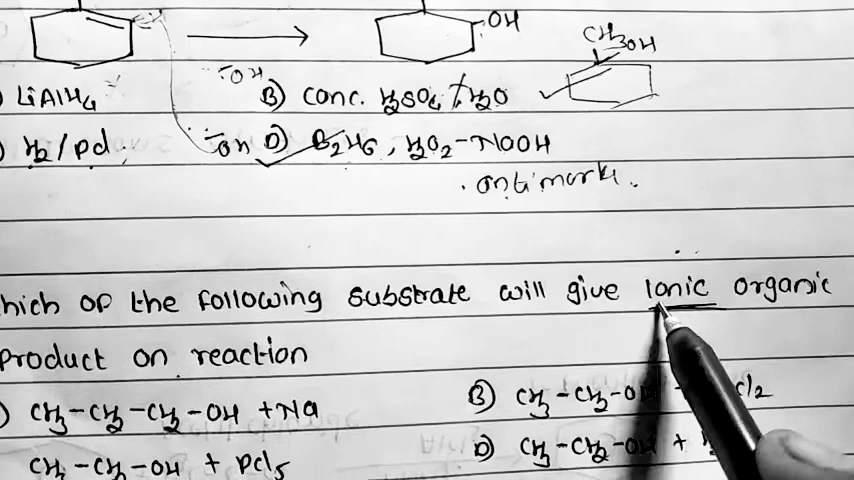 OH
CH3 OH
-OH
) LiAlH4 B) Conc. H2SO4 / H2O
) H2/pd. -OH D) B2H6, H2O2-NaOH
.antimark.
hich of the following substrate will give Ionic organic
product on reaction
) CH3-CH2-CH2-OH + Na B) CH3-CH2-OH Cl2
CH3-CH2-OH + PCl5 D) CH3-CH2-OH +